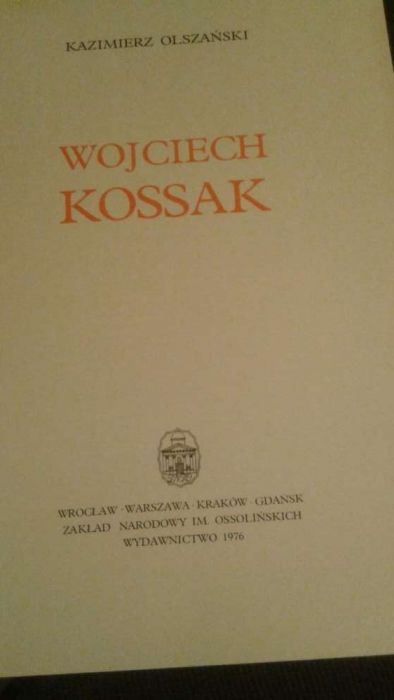 KAZIMIERZ OLSZAŃSKI
WOJCIECH
KOSSAK
WROCŁAW · WARSZAWA · KRAKÓW · GDAŃSK
ZAKŁAD NARODOWY IM. OSSOLIŃSKICH
WYDAWNICTWO 1976